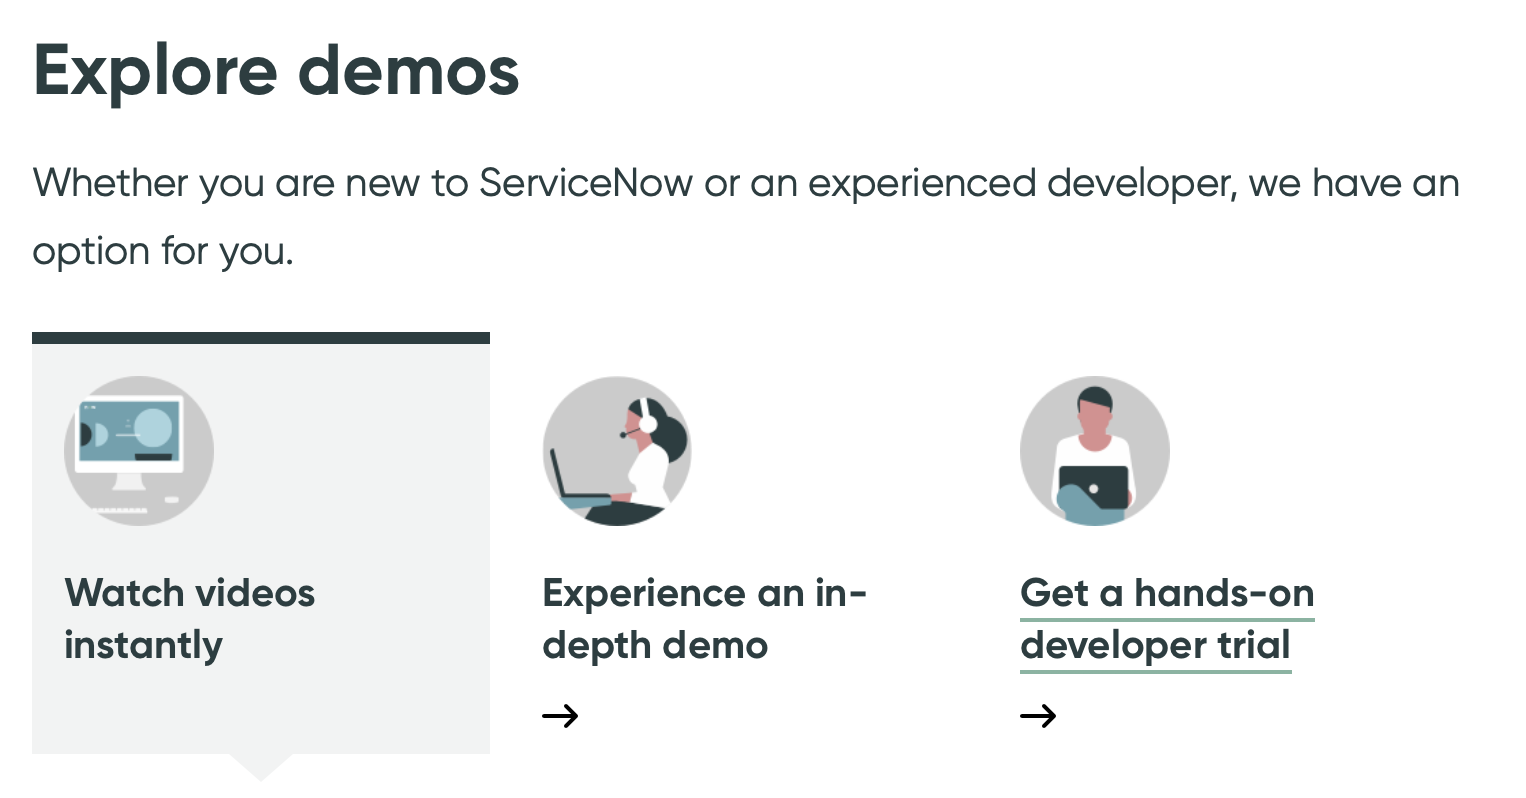 Explore demos
Whether you are new to ServiceNow or an experienced developer, we have an
option for you.
Watch videos
instantly
Experience an in-
depth demo
Get a hands-on
developer trial